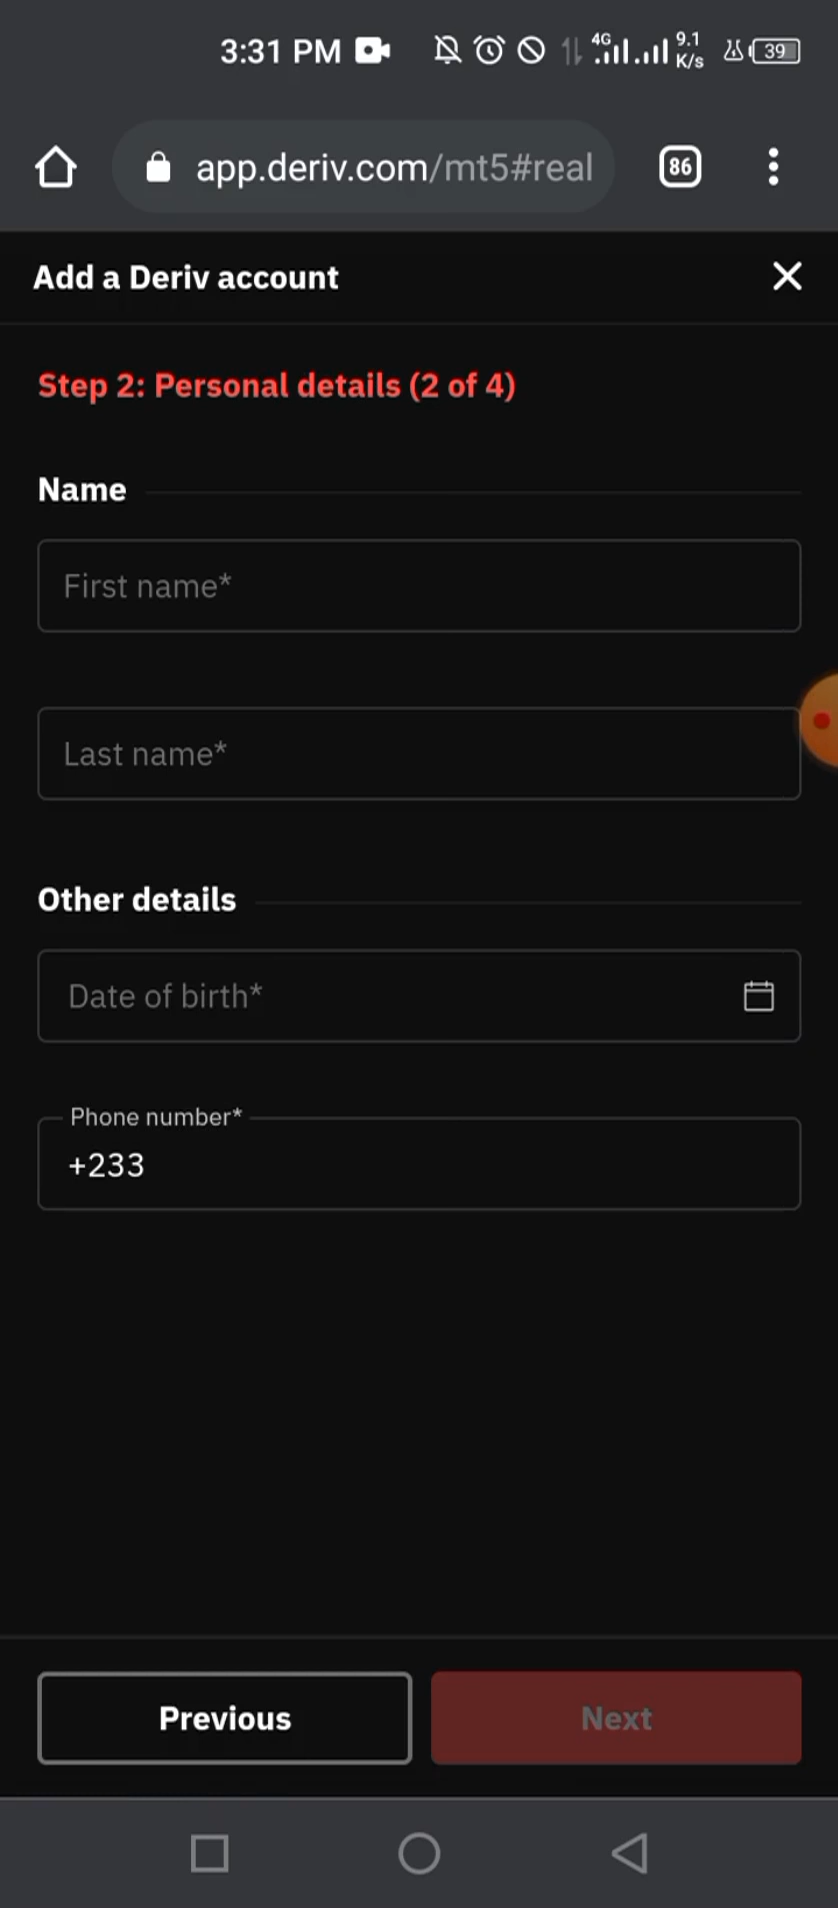 3:31 PM 4G 9.1 K/s 39
app.deriv.com/mt5#real 86
Add a Deriv account
Step 2: Personal details (2 of 4)
Name
First name*
Last name*
Other details
Date of birth*
Phone number*
+233
Previous Next